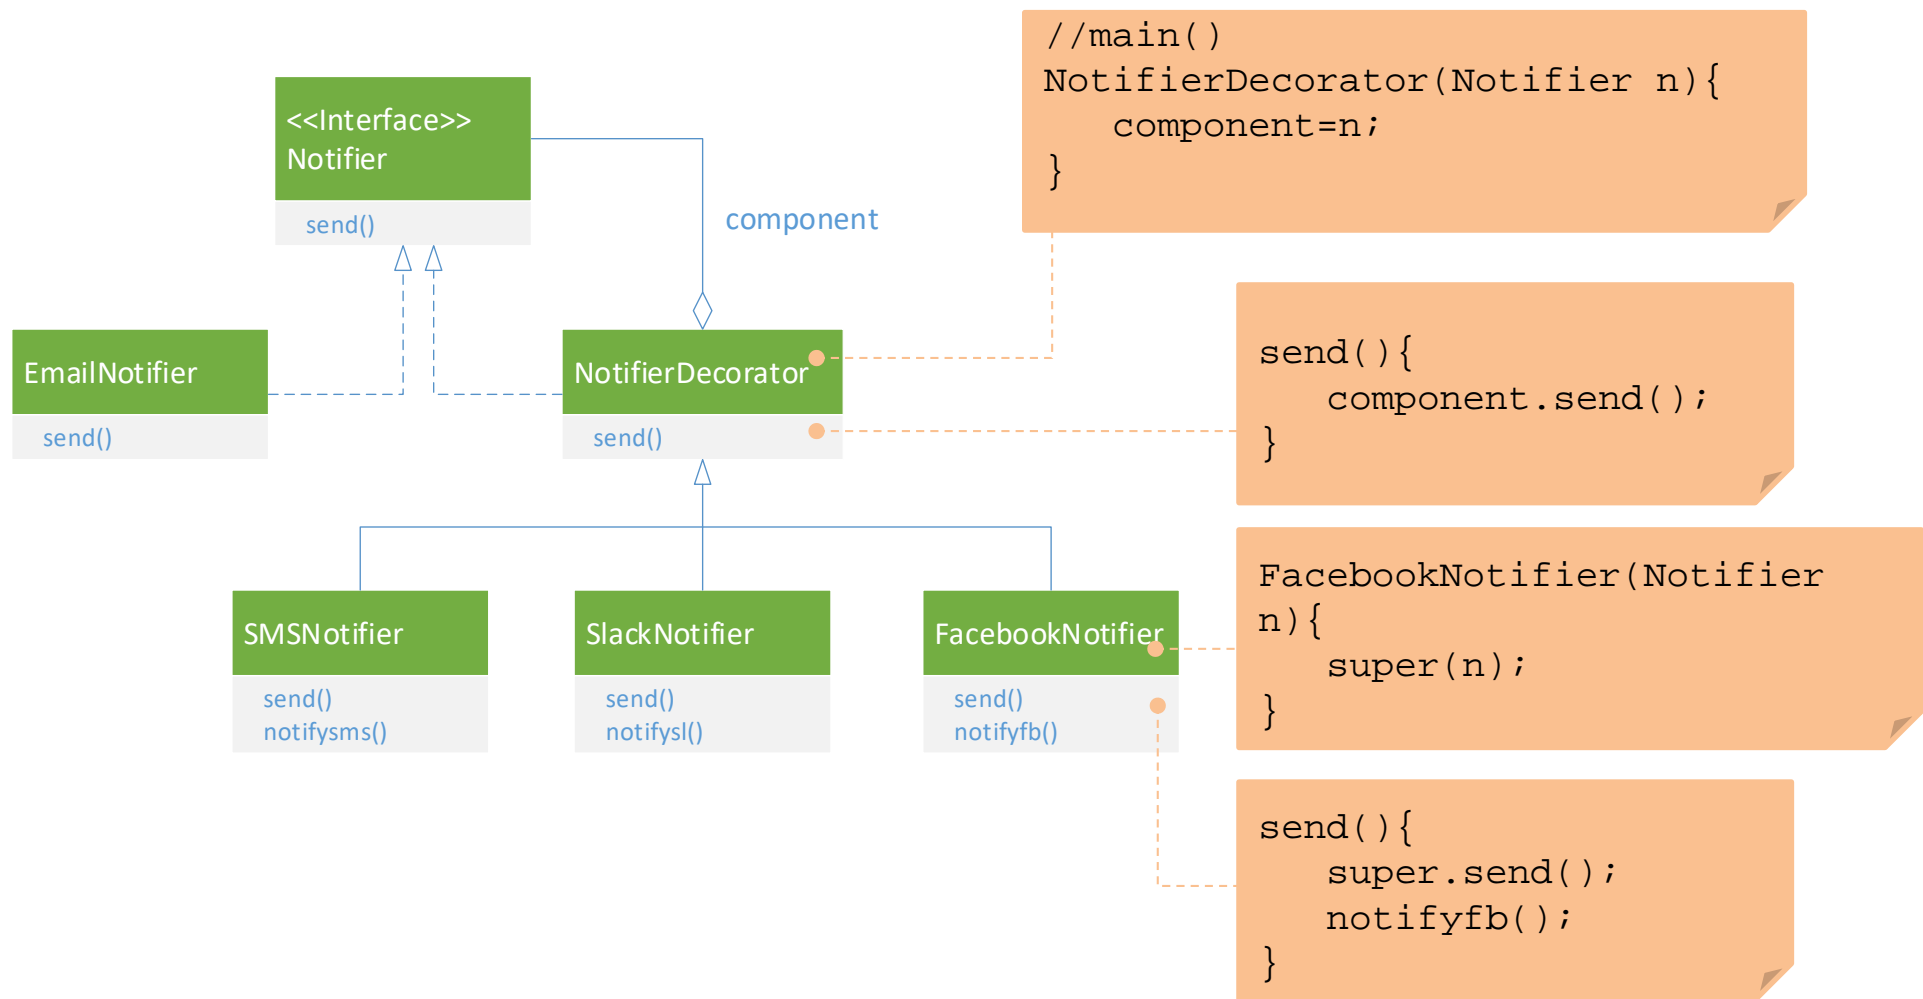 <<Interface>>
Notifier
send()
component
EmailNotifier
send()
NotifierDecorator
send()
SMSNotifier
send()
notifysms()
SlackNotifier
send()
notifysl()
FacebookNotifier
send()
notifyfb()
//main()
NotifierDecorator(Notifier n){
component=n;
}
send(){
component.send();
}
FacebookNotifier(Notifier
n){
super(n);
}
send(){
super.send();
notifyfb();
}